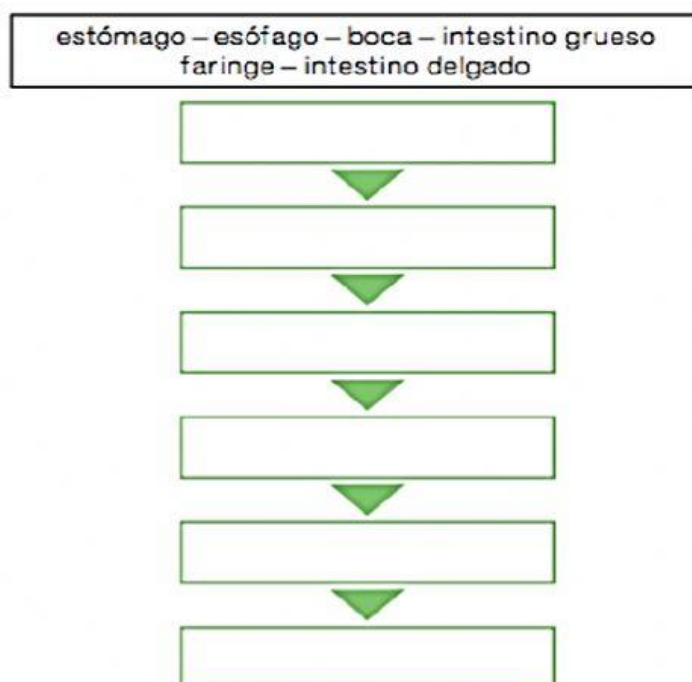 estómago – esófago – boca – intestino grueso
faringe – intestino delgado